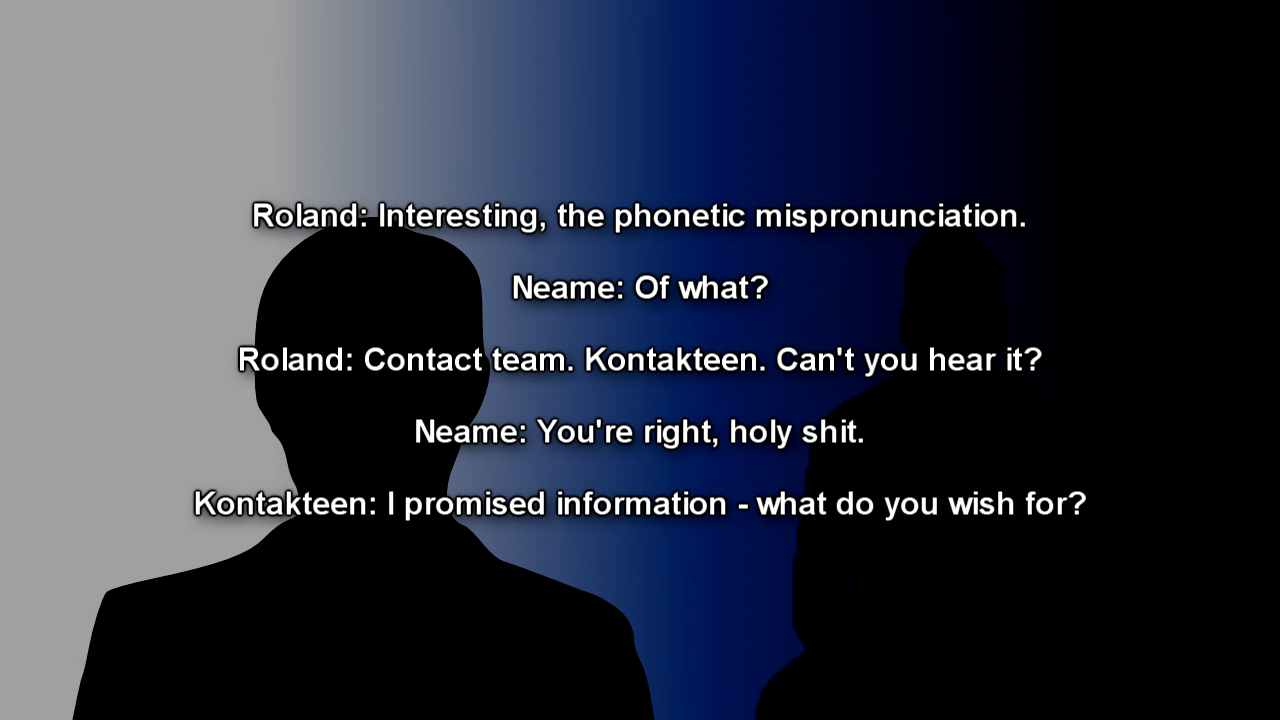 Roland: Interesting, the phonetic mispronunciation.
Neame: Of what?
Roland: Contact team. Kontakteen. Can't you hear it?
Neame: You're right, holy shit.
Kontakteen: I promised information - what do you wish for?